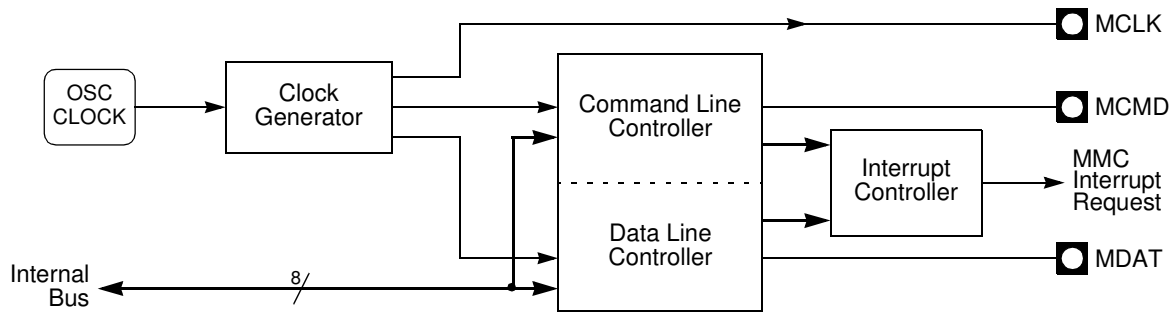 OSC
CLOCK
Clock
Generator
Command Line
Controller
Data Line
Controller
Interrupt
Controller
MCLK
MCMD
MMC
Interrupt
Request
MDAT
Internal
Bus
8